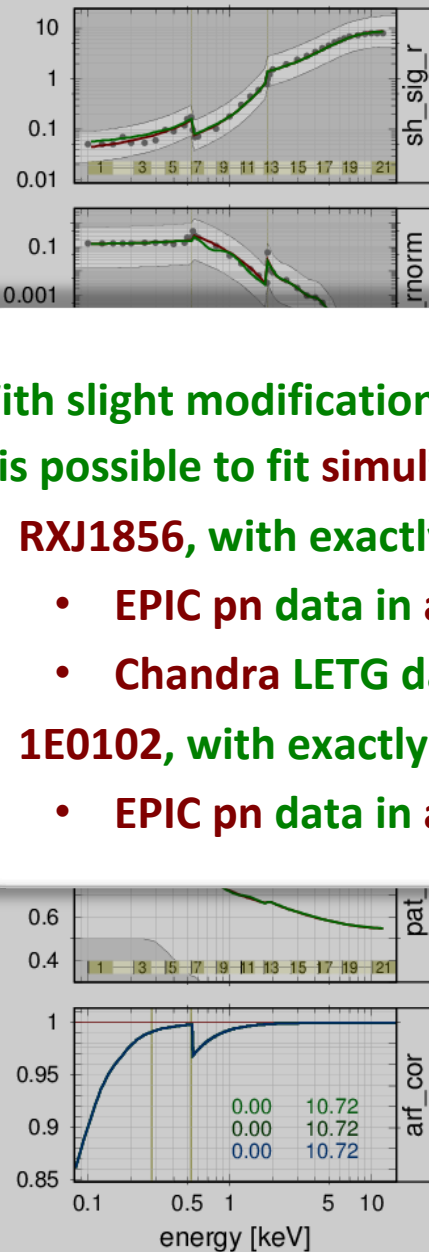 10
1
0.1
0.01
sh_sig_r
1 3 5 7 9 11 13 15 17 19 21
0.1
0.001
rnorm
ith slight modification
is possible to fit simul
RXJ1856, with exactly
• EPIC pn data in a
• Chandra LETG da
1E0102, with exactly
• EPIC pn data in a
0.6
0.4
pat_
1 3 5 7 9 11 13 15 17 19 21
1
0.95
0.9
0.85
arf_cor
0.00 10.72
0.00 10.72
0.00 10.72
0.1 0.5 1 5 10
energy [keV]